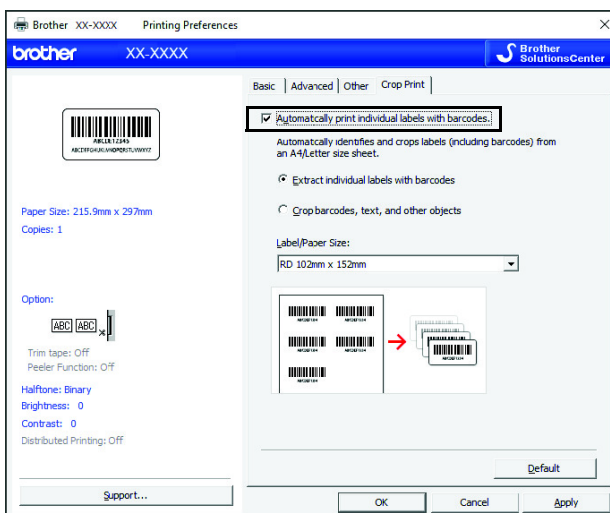 Brother XX-XXXX Printing Preferences
brother XX-XXXX Brother
SolutionsCenter
Basic Advanced Other Crop Print
Automatically print individual labels with barcodes.
Automatically identifies and crops labels (including barcodes) from
an A4/Letter size sheet.
Extract individual labels with barcodes
Crop barcodes, text, and other objects
Label/Paper Size:
RD 102mm x 152mm
ABCDE12345
Paper Size: 215.9mm x 297mm
Copies: 1
Option:
ABC ABC
Trim tape: Off
Peeler Function: Off
Halftone: Binary
Brightness: 0
Contrast: 0
Distributed Printing: Off
Support...
Default
OK Cancel Apply